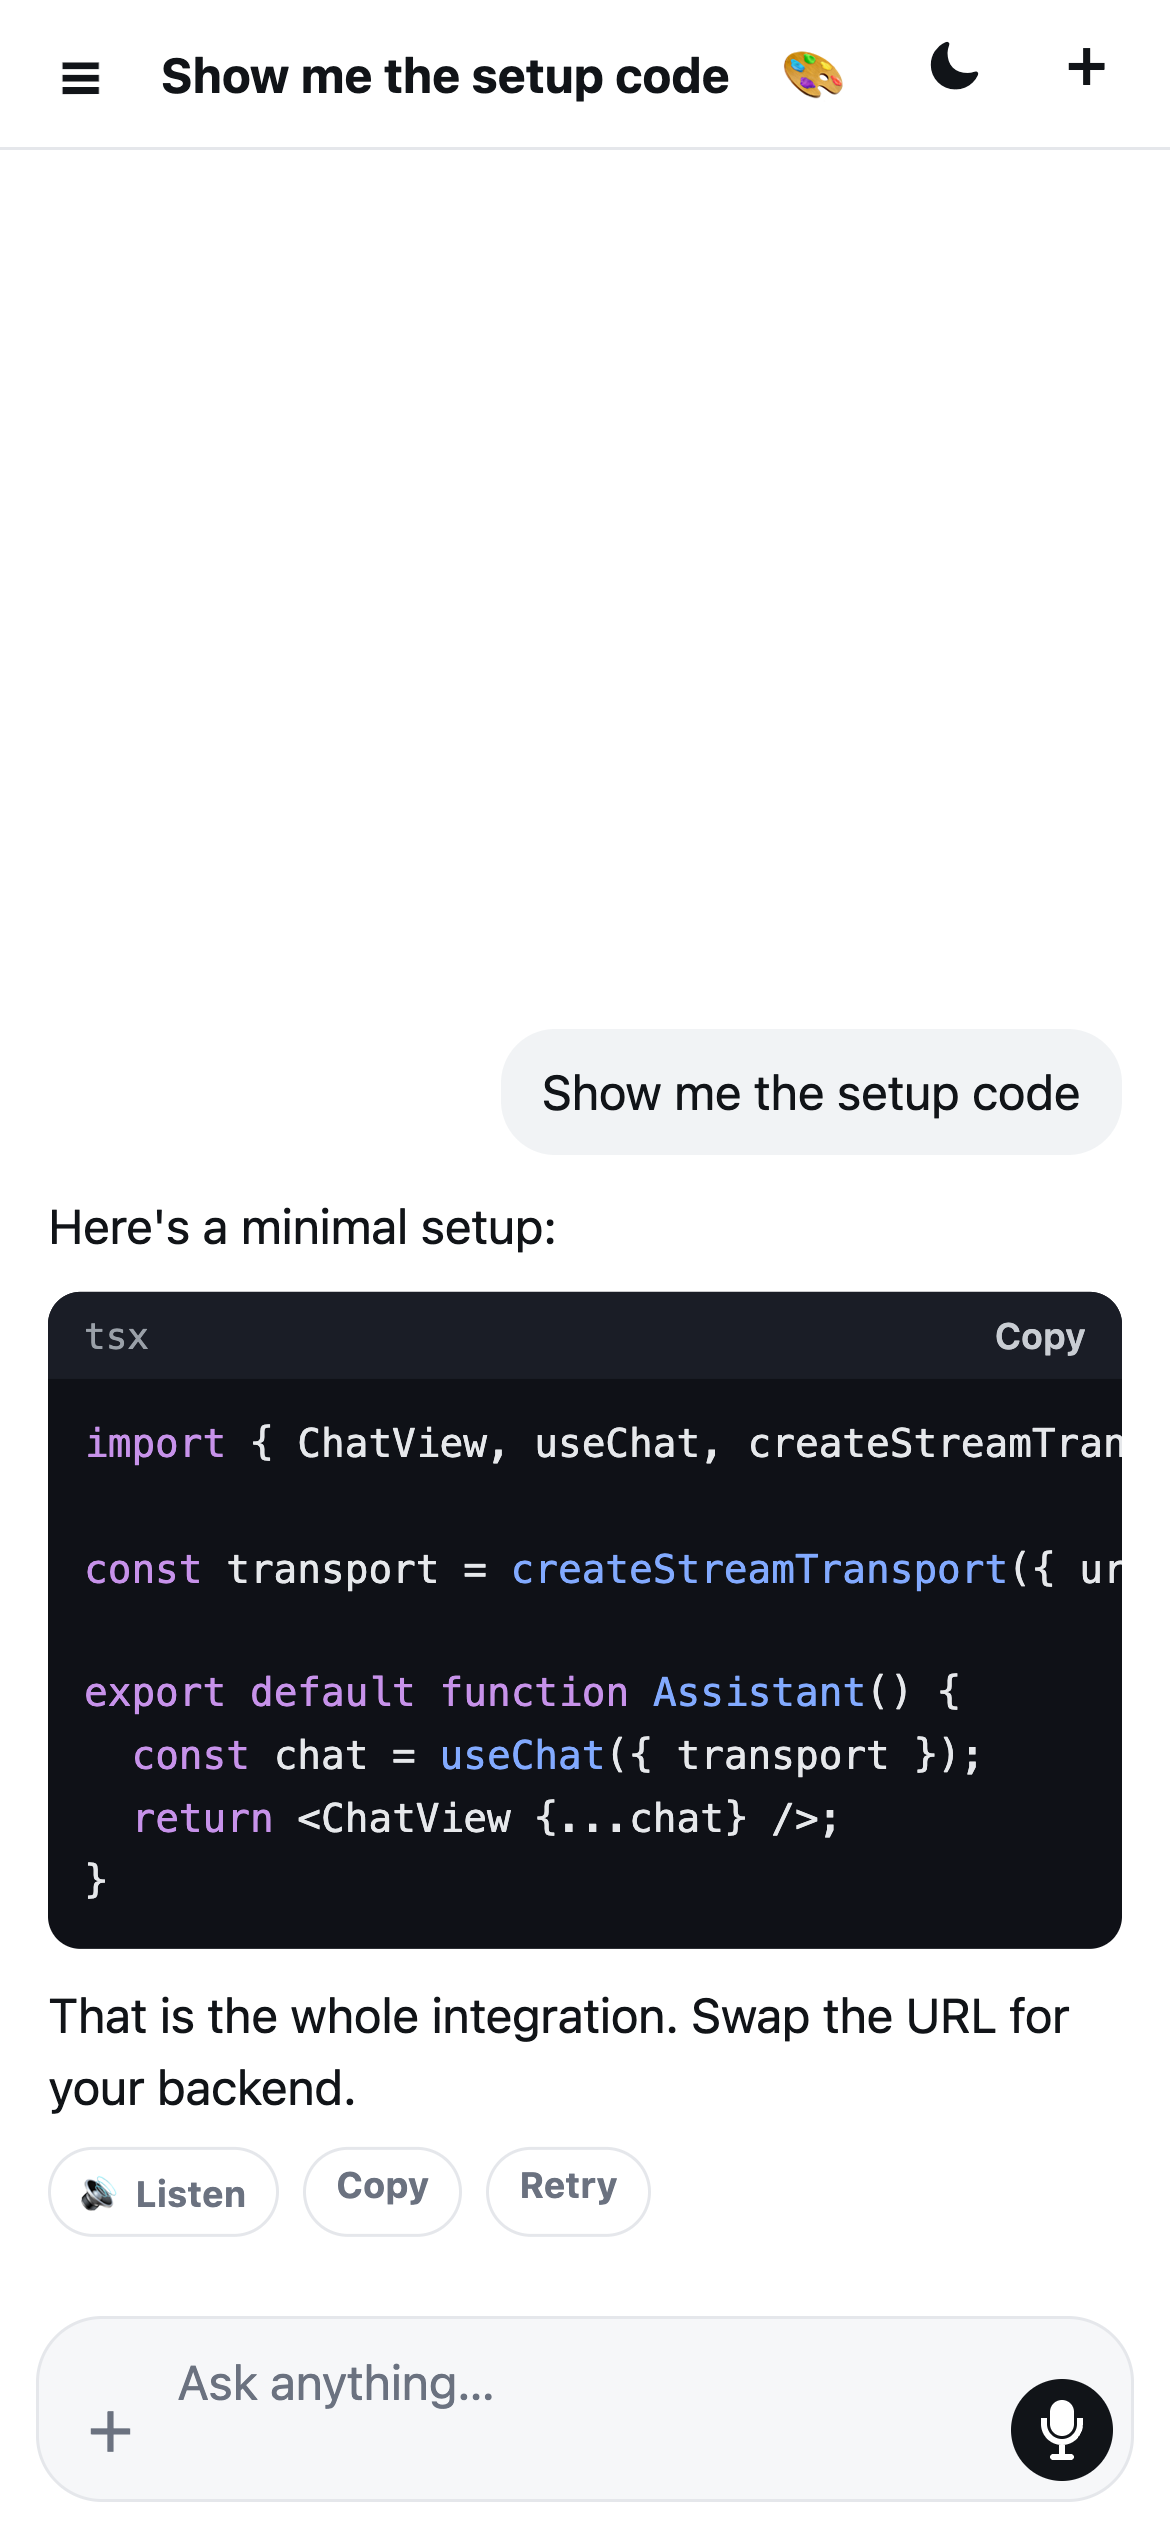 Show me the setup code
Show me the setup code
Here's a minimal setup:
tsx
Copy
import { ChatView, useChat, createStreamTran
const transport = createStreamTransport({ ur
export default function Assistant() {
  const chat = useChat({ transport });
  return <ChatView {...chat} />;
}
That is the whole integration. Swap the URL for
your backend.
Listen
Copy
Retry
Ask anything...